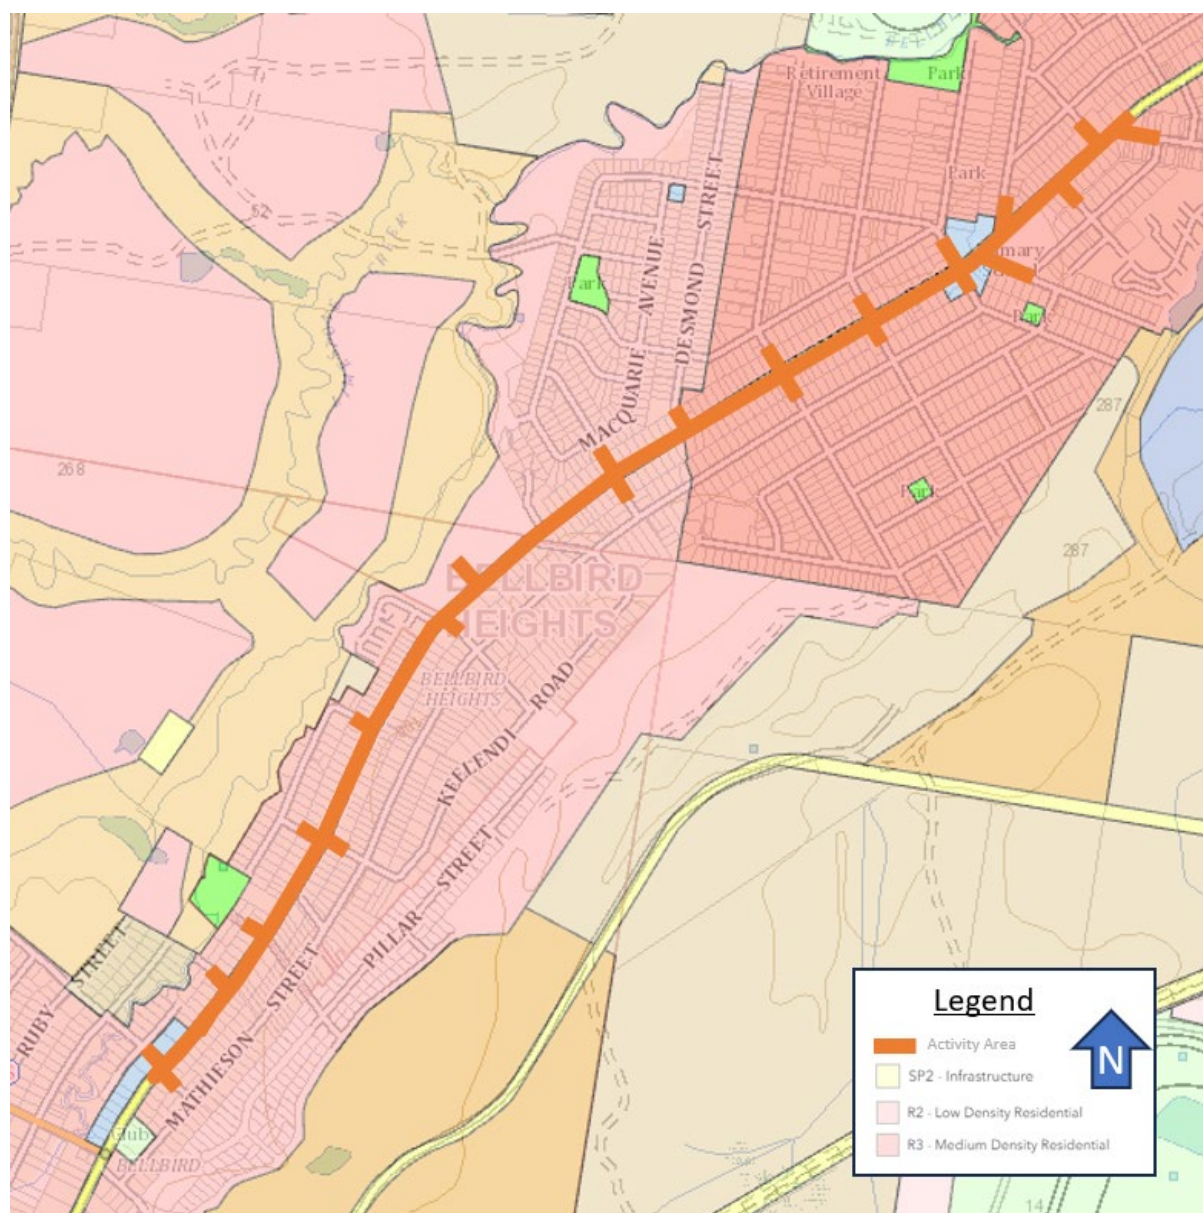 Retirement
Village
Park
Park
Park
Park
Park
52
268
287
287
MACQUARIE AVENUE
DESMOND STREET
BELLBIRD
HEIGHTS
BELLBIRD
HEIGHTS
KEELENDI ROAD
PILLAR STREET
MATHIESON STREET
RUBY STREET
Club
BELLBIRD
14
Legend
Activity Area
SP2 - Infrastructure
R2 - Low Density Residential
R3 - Medium Density Residential
N